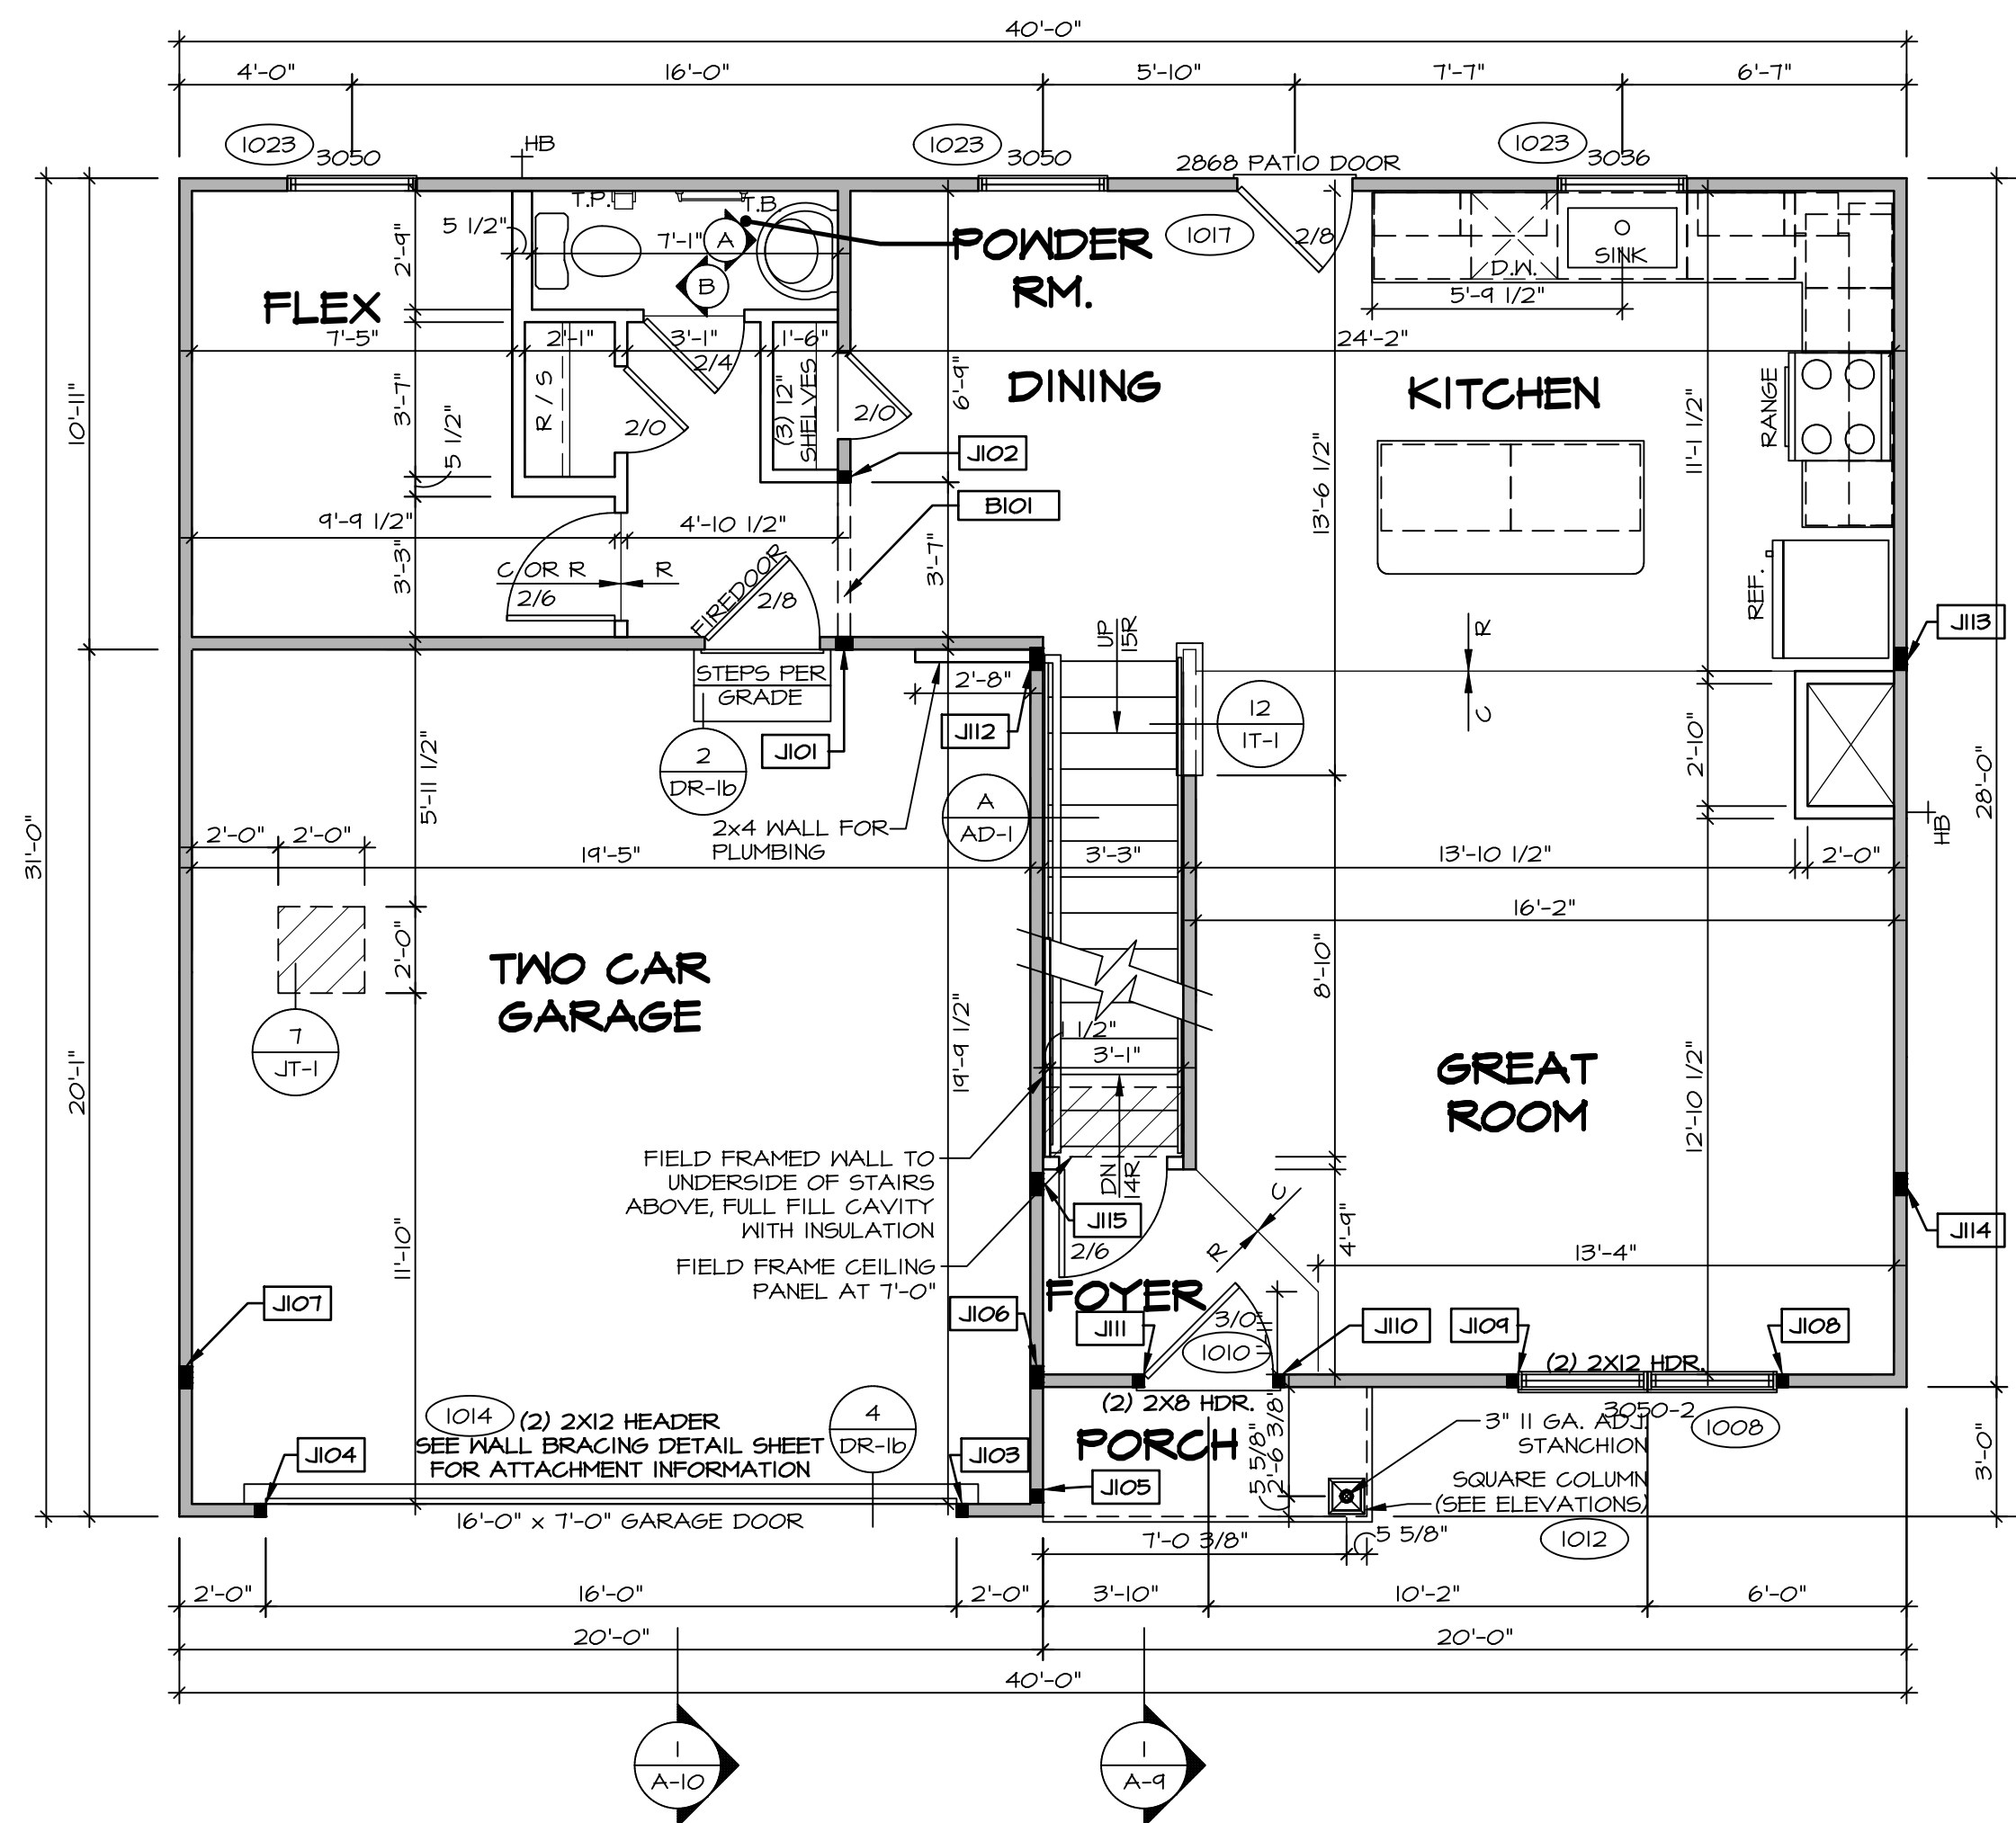 40'-0"
4'-0"
16'-0"
5'-10"
7'-7"
6'-7"
1023
3050
HB
1023
3050
2868 PATIO DOOR
1023
3036
T.P.
T.B.
5 1/2"
2'-9"
7'-1"
A
B
POWDER
RM.
1017
2/8
D.W.
SINK
5'-9 1/2"
FLEX
7'-5"
2'-1"
3'-1"
1'-6"
24'-2"
2/4
R / S
(3) 12"
SHELVES
2/0
2/0
3'-7"
5 1/2"
6'-9"
DINING
KITCHEN
RANGE
11'-1 1/2"
13'-6 1/2"
10'-11"
J102
B101
9'-9 1/2"
4'-10 1/2"
3'-3"
3'-7"
C OR R
R
2/6
FIREDOOR
2/8
REF.
J113
UP
15R
R
C
STEPS PER
GRADE
2'-8"
J112
J101
2
DR-1b
12
IT-1
2'-10"
28'-0"
HB
5'-11 1/2"
A
AD-1
2x4 WALL FOR
PLUMBING
2'-0"
2'-0"
31'-0"
19'-5"
3'-3"
13'-10 1/2"
2'-0"
16'-2"
2'-0"
TWO CAR
GARAGE
8'-10"
7
JT-1
19'-9 1/2"
1 1/2"
3'-1"
20'-1"
GREAT
ROOM
12'-10 1/2"
FIELD FRAMED WALL TO
UNDERSIDE OF STAIRS
ABOVE, FULL FILL CAVITY
WITH INSULATION
FIELD FRAME CEILING
PANEL AT 7'-0"
DN
14R
J115
2/6
C
R
4'-9"
J114
11'-10"
13'-4"
FOYER
J107
J106
J111
3/0
1010
J110
J109
J108
(2) 2X12 HDR.
(2) 2X8 HDR.
3050-2
1008
1014
(2) 2X12 HEADER
SEE WALL BRACING DETAIL SHEET
FOR ATTACHMENT INFORMATION
4
DR-1b
PORCH
5 5/8"
2'-6 3/8"
3" 11 GA. ADJ.
STANCHION
SQUARE COLUMN
(SEE ELEVATIONS)
1012
3'-0"
J104
J103
J105
16'-0" x 7'-0" GARAGE DOOR
7'-0 3/8"
5 5/8"
2'-0"
16'-0"
2'-0"
3'-10"
10'-2"
6'-0"
20'-0"
20'-0"
40'-0"
1
A-10
1
A-9